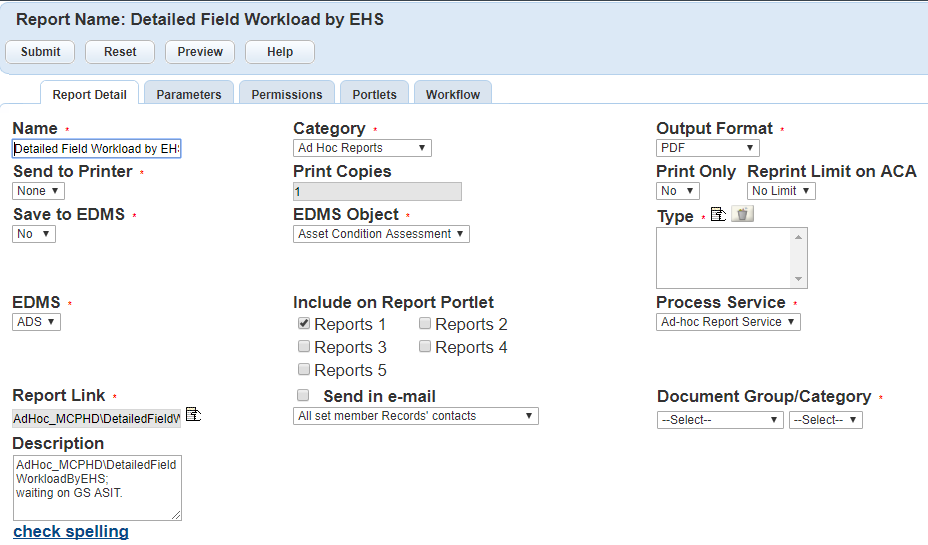 Report Name: Detailed Field Workload by EHS
Submit Reset Preview Help
Report Detail Parameters Permissions Portlets Workflow
Name * Category * Output Format *
Detailed Field Workload by EH Ad Hoc Reports PDF
Send to Printer * Print Copies Print Only Reprint Limit on ACA
None 1 No No Limit
Save to EDMS * EDMS Object * Type *
No Asset Condition Assessment
EDMS * Include on Report Portlet Process Service *
ADS Reports 1 Reports 2 Ad-hoc Report Service
Reports 3 Reports 4
Reports 5
Report Link * Send in e-mail Document Group/Category *
AdHoc_MCPHD\DetailedFieldW All set member Records' contacts --Select-- --Select--
Description
AdHoc_MCPHD\DetailedField
WorkloadByEHS;
waiting on GS ASIT.
check spelling